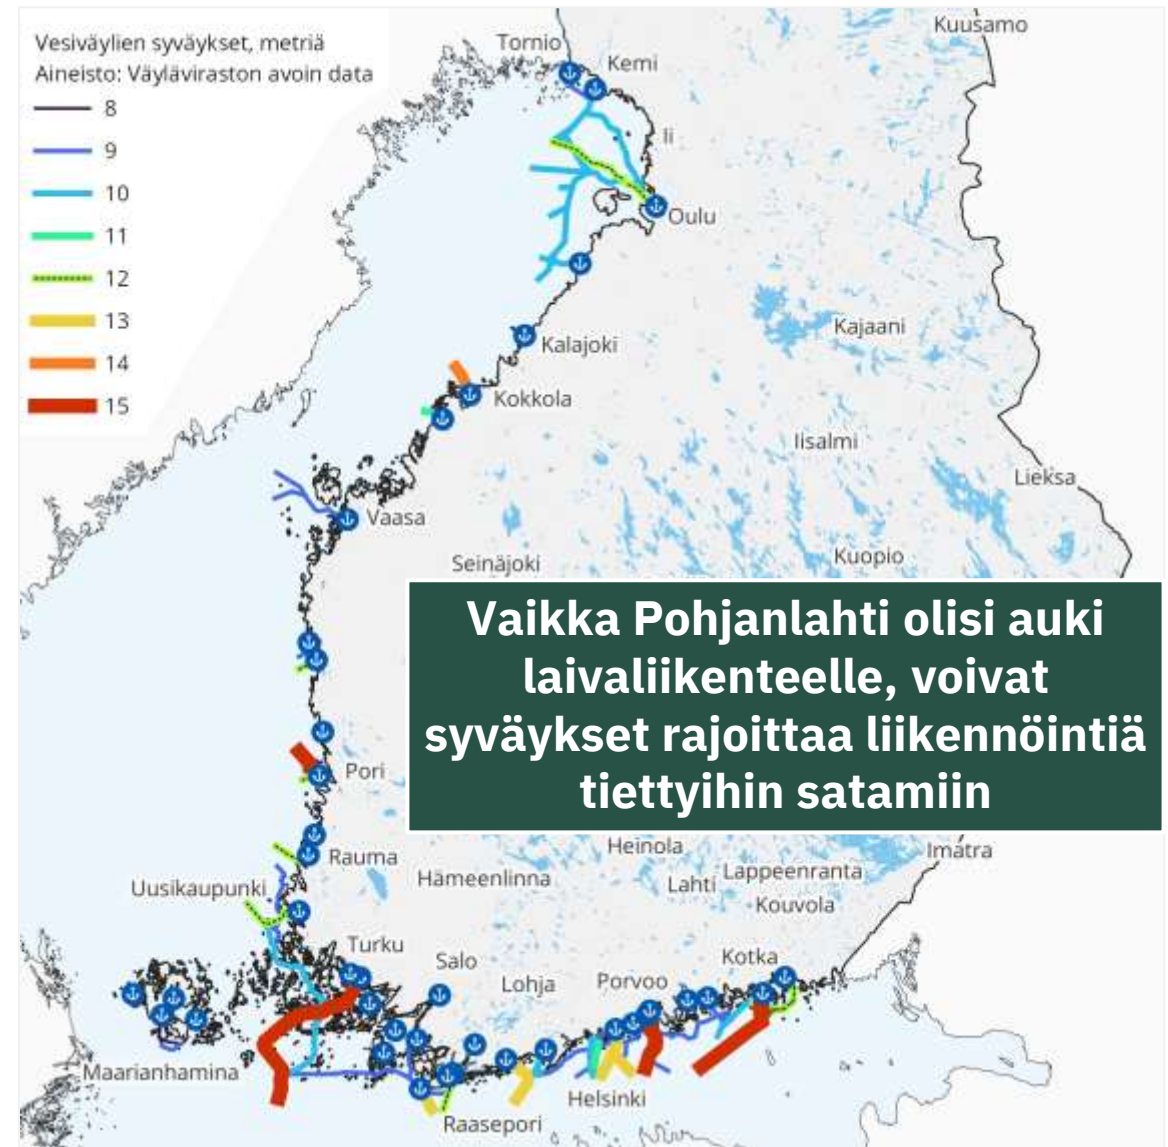 Vesiväylien syväykset, metriä
Aineisto: Väyläviraston avoin data
8
9
10
11
12
13
14
15
Kuusamo
Tornio
Kemi
Ii
Oulu
Kajaani
Kalajoki
Kokkola
Iisalmi
Lieksa
Vaasa
Kuopio
Seinäjoki
Vaikka Pohjanlahti olisi auki
laivaliikenteelle, voivat
syväykset rajoittaa liikennöintiä
tiettyihin satamiin
Pori
Heinola
Imatra
Rauma
Hämeenlinna
Lahti
Lappeenranta
Uusikaupunki
Kouvola
Turku
Salo
Kotka
Lohja
Porvoo
Maarianhamina
Helsinki
Raasepori